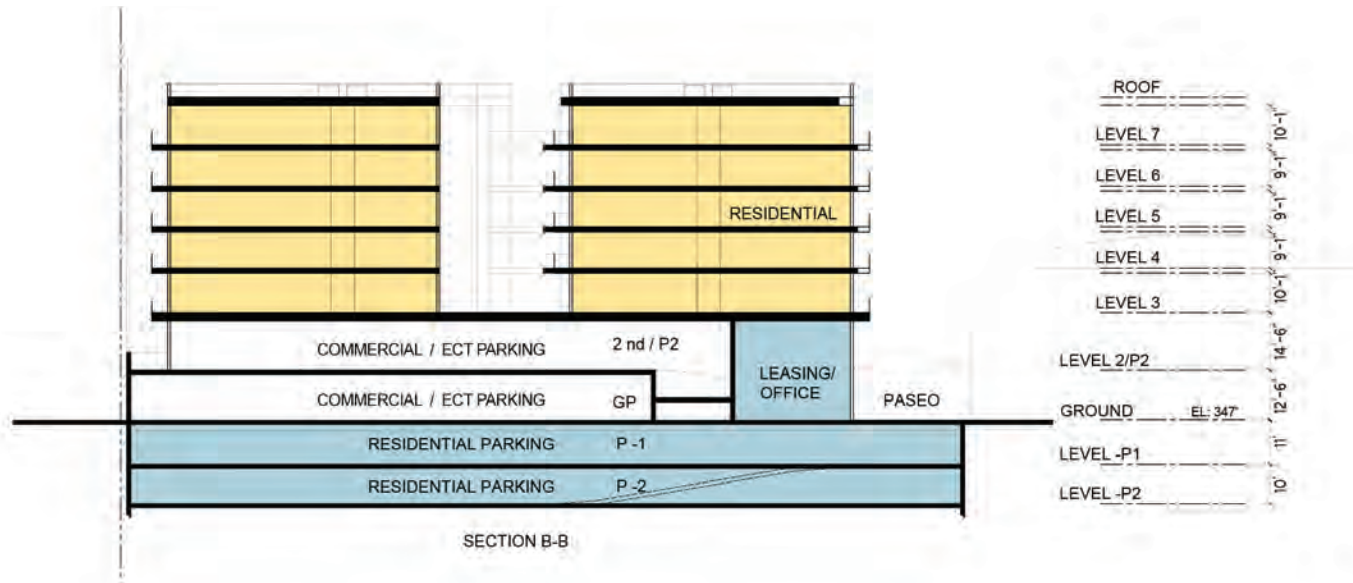 ROOF
10'-1"
LEVEL 7
9'-1"
LEVEL 6
9'-1"
RESIDENTIAL
LEVEL 5
9'-1"
LEVEL 4
10'-1"
LEVEL 3
14'-6"
COMMERCIAL / ECT PARKING 2 nd / P2
LEVEL 2/P2
LEASING/
OFFICE
12'-6"
COMMERCIAL / ECT PARKING GP
PASEO
GROUND EL: 347'
11'
RESIDENTIAL PARKING P -1
LEVEL -P1
10'
RESIDENTIAL PARKING P -2
LEVEL -P2
SECTION B-B